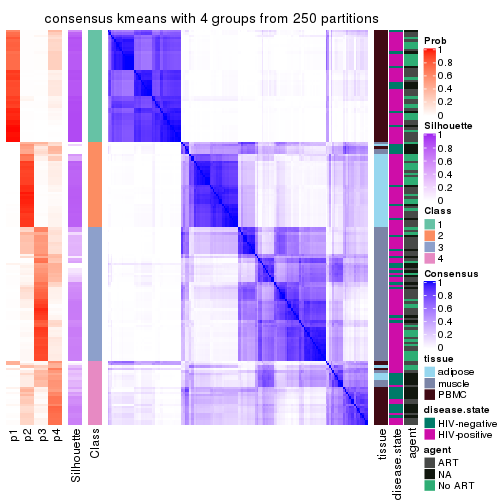 consensus kmeans with 4 groups from 250 partitions
Prob
1
0.8
0.6
0.4
0.2
0
Silhouette
1
0.8
0.6
0.4
0.2
0
Class
1
2
3
4
Consensus
1
0.8
0.6
0.4
0.2
0
tissue
adipose
muscle
PBMC
disease.state
HIV-negative
HIV-positive
agent
ART
NA
No ART
p1
p2
p3
p4
Silhouette
Class
tissue
disease.state
agent